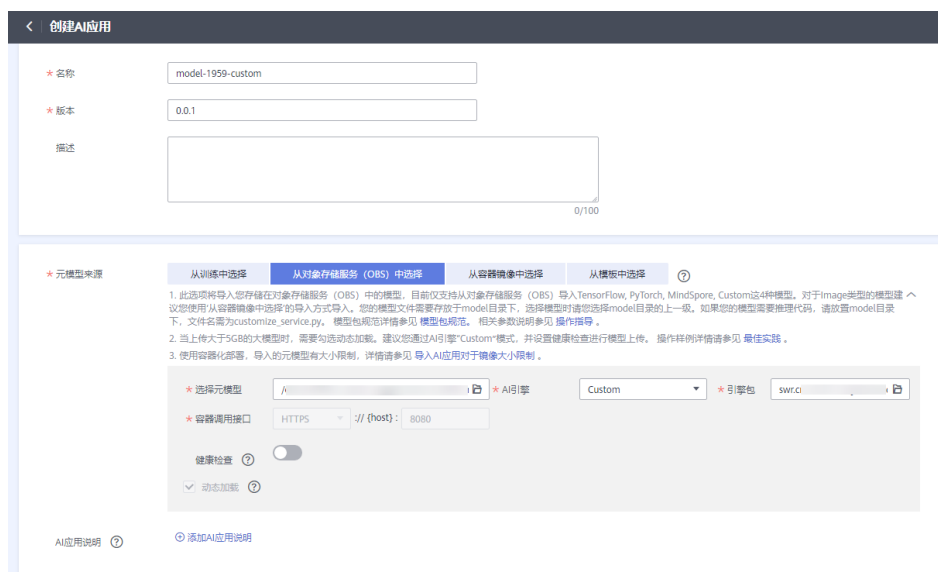 创建AI应用
* 名称 model-1959-custom
* 版本 0.0.1
描述
0/100
* 元模型来源 从训练中选择 从对象存储服务（OBS）中选择 从容器镜像中选择 从模板中选择
1. 此选项将导入您存储在对象存储服务（OBS）中的模型，目前仅支持从对象存储服务（OBS）导入TensorFlow, PyTorch, MindSpore, Custom这4种模型。对于Image类型的模型建
议您使用'从容器镜像中选择'的导入方式导入。您的模型文件需要存放于model目录下，选择模型时请您选择model目录的上一级。如果您的模型需要推理代码，请放置model目录
下，文件名需为customize_service.py。 模型包规范详情参见 模型包规范。 相关参数说明参见 操作指导 。
2. 当上传大于5GB的大模型时，需要勾选动态加载。建议您通过AI引擎"Custom"模式，并设置健康检查进行模型上传。 操作样例详情请参见 最佳实践 。
3. 使用容器化部署，导入的元模型有大小限制，详情请参见 导入AI应用对于镜像大小限制 。
* 选择元模型 * AI引擎 Custom * 引擎包
* 容器调用接口 HTTPS :// {host} : 8080
健康检查
动态加载
AI应用说明 添加AI应用说明